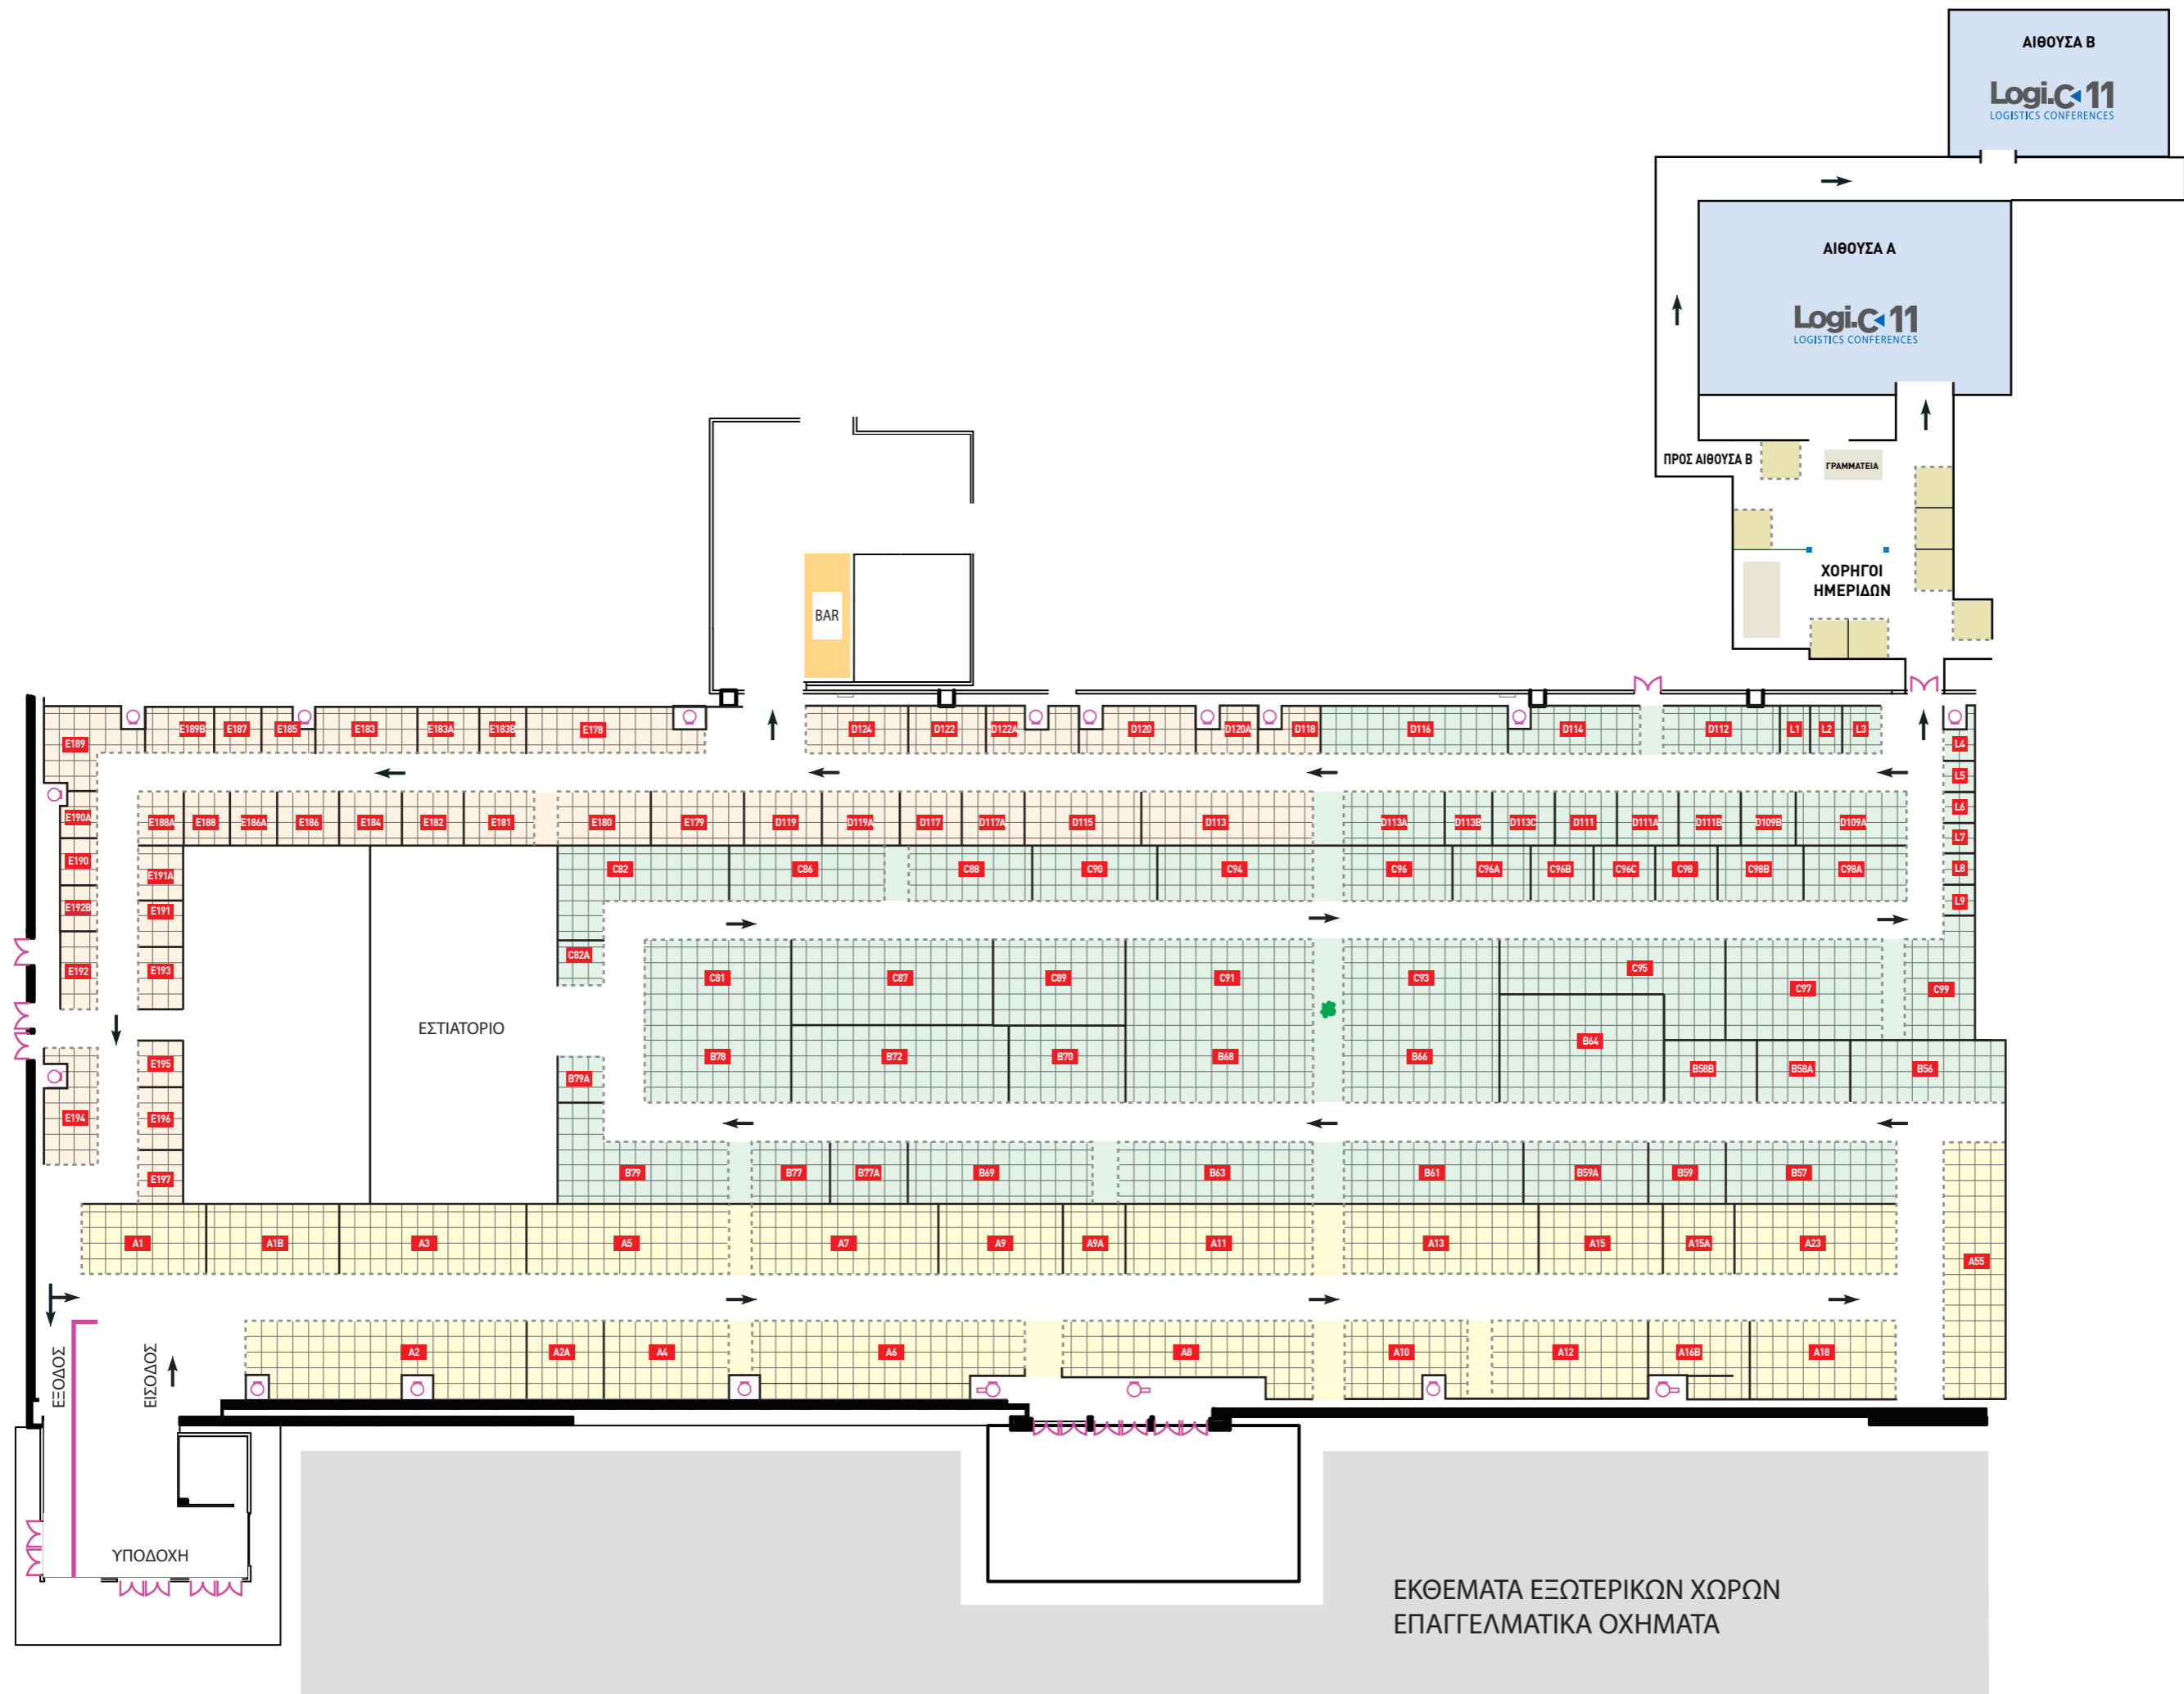 ΑΙΘΟΥΣΑ Β
Logi.C 11
LOGISTICS CONFERENCES
ΑΙΘΟΥΣΑ Α
Logi.C 11
LOGISTICS CONFERENCES
ΠΡΟΣ ΑΙΘΟΥΣΑ Β
ΓΡΑΜΜΑΤΕΙΑ
ΧΟΡΗΓΟΙ
ΗΜΕΡΙΔΩΝ
BAR
E189 E189B E187 E185 E183 E183A E183B E178 D124 D122 D122A D120 D120A D118 D116 D114 D112 L1 L2 L3
L4
L5
L6
E190A E188A E188 E186A E186 E184 E182 E181 E180 E179 D119 D119A D117 D117A D115 D113 D113A D113B D113C D111 D111A D111B D109B D109A
L7
E190 E191A C82 C86 C88 C90 C94 C96 C96A C96B C96C C98 C98B C98A L8
E192B E191 L9
C82A
E192 E193 C81 C87 C89 C91 C93 C95 C97 C99
ΕΣΤΙΑΤΟΡΙΟ
E195 B78 B72 B70 B68 B66 B64 B58B B58A B56
B79A
E194 E196
E197 B79 B77 B77A B69 B63 B61 B59A B59 B57
A1 A1B A3 A5 A7 A9 A9A A11 A13 A15 A15A A23
A55
A2 A2A A4 A6 A8 A10 A12 A16B A18
ΕΞΟΔΟΣ
ΕΙΣΟΔΟΣ
ΥΠΟΔΟΧΗ
ΕΚΘΕΜΑΤΑ ΕΞΩΤΕΡΙΚΩΝ ΧΩΡΩΝ
ΕΠΑΓΓΕΛΜΑΤΙΚΑ ΟΧΗΜΑΤΑ